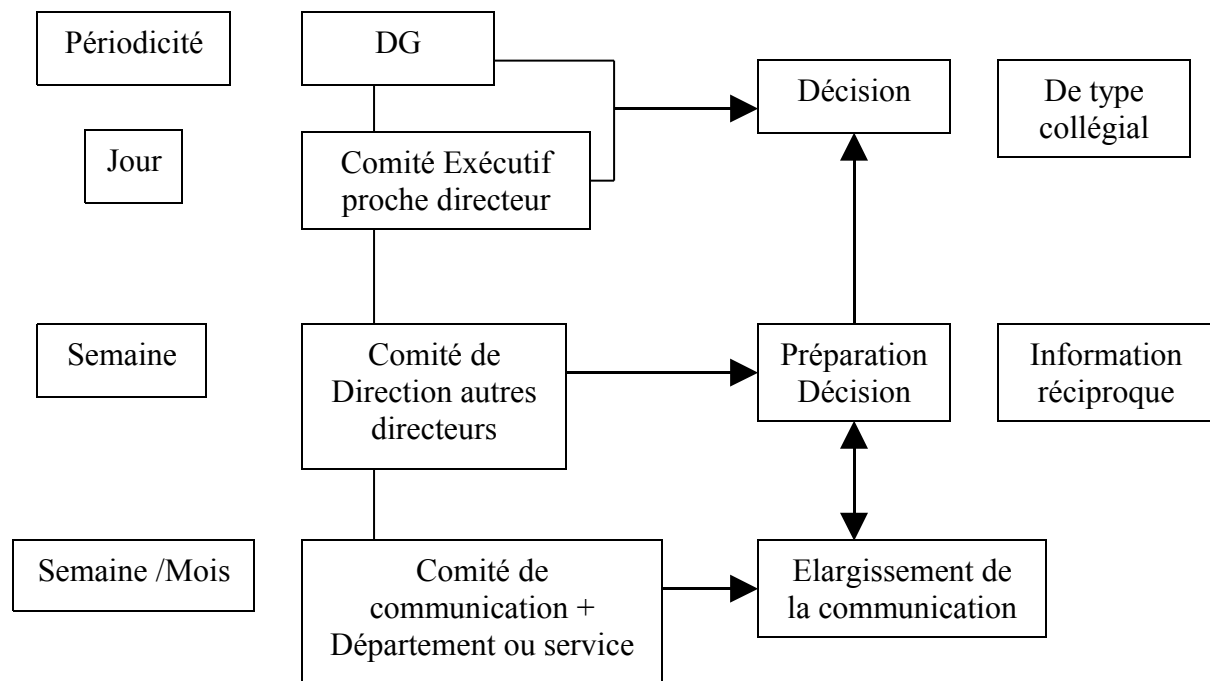 Périodicité
DG
Décision
De type
collégial
Jour
Comité Exécutif
proche directeur
Semaine
Comité de
Direction autres
directeurs
Préparation
Décision
Information
réciproque
Semaine /Mois
Comité de
communication +
Département ou service
Elargissement de
la communication